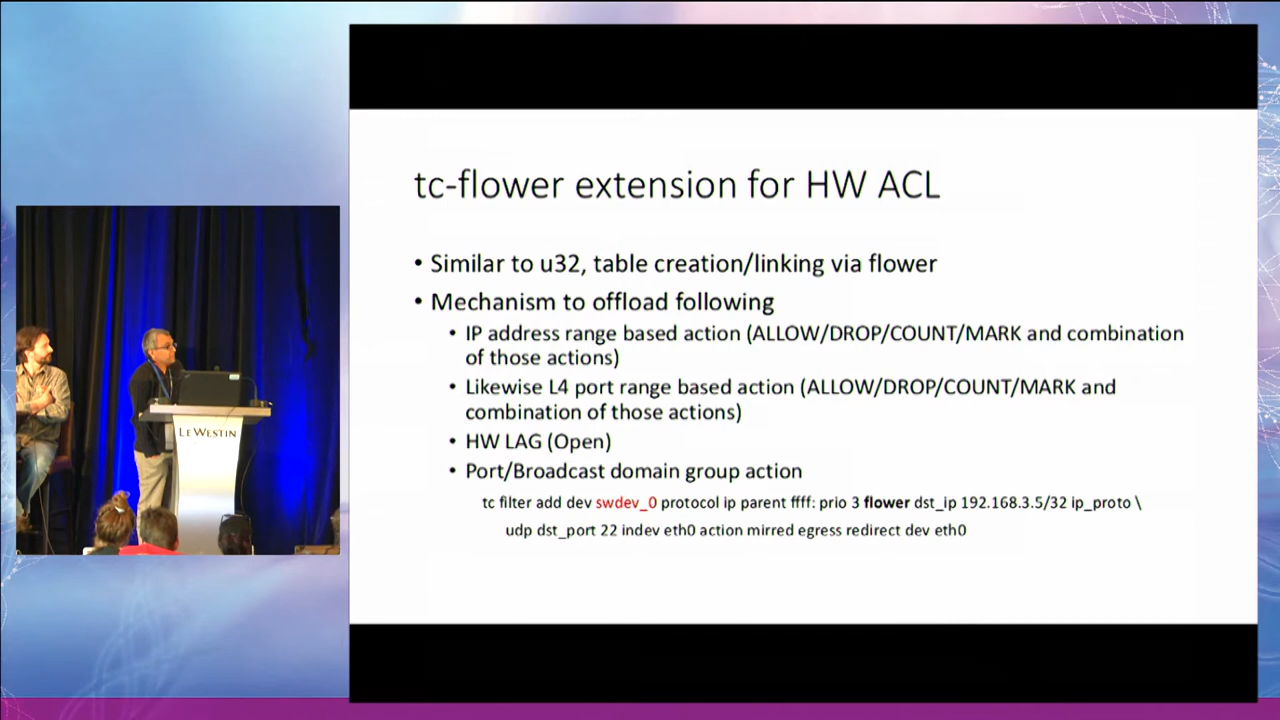 tc-flower extension for HW ACL
• Similar to u32, table creation/linking via flower
• Mechanism to offload following
• IP address range based action (ALLOW/DROP/COUNT/MARK and combination
of those actions)
• Likewise L4 port range based action (ALLOW/DROP/COUNT/MARK and
combination of those actions)
• HW LAG (Open)
• Port/Broadcast domain group action
tc filter add dev swdev_0 protocol ip parent ffff: prio 3 flower dst_ip 192.168.3.5/32 ip_proto \
udp dst_port 22 indev eth0 action mirred egress redirect dev eth0
LE WESTIN